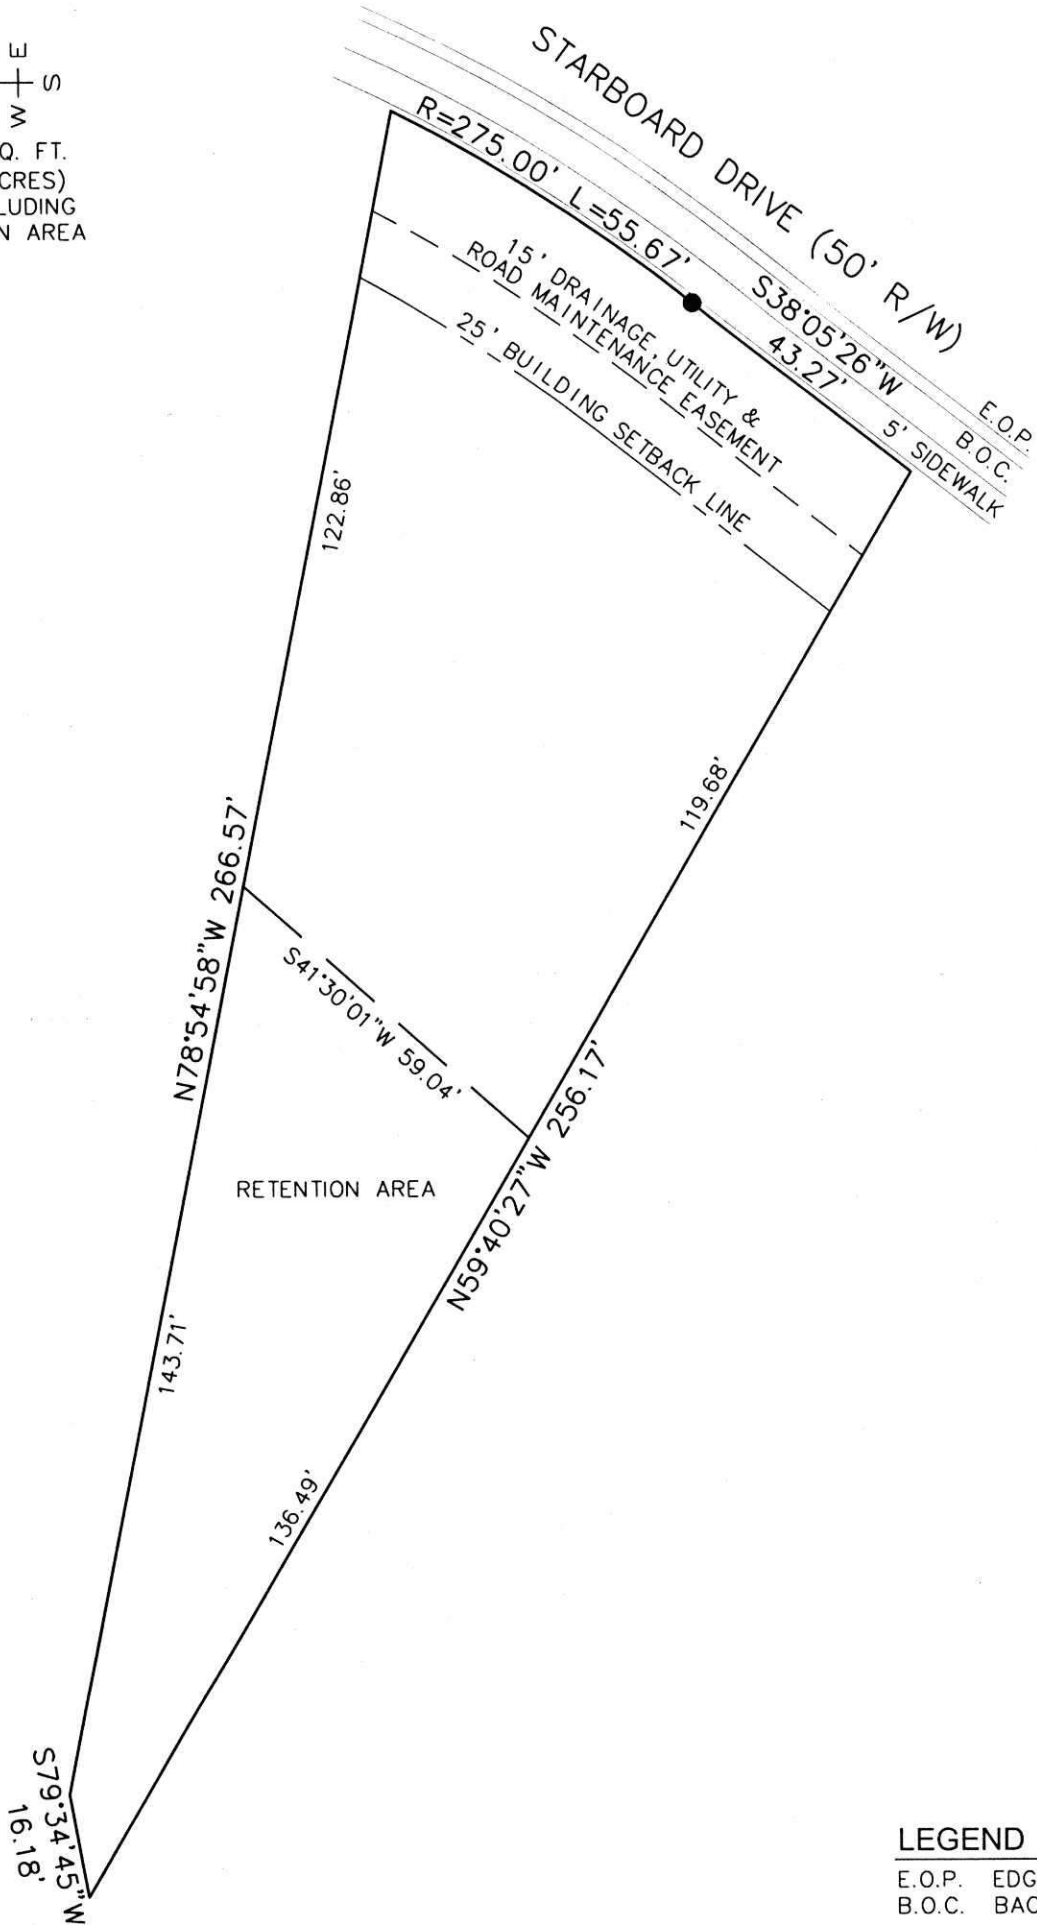 E
S
W
Q. FT.
CRES)
LUDING
N AREA
STARBOARD DRIVE (50' R/W)
R=275.00' L=55.67'
S38°05'26"W
43.27'
E.O.P.
B.O.C.
5' SIDEWALK
15' DRAINAGE, UTILITY &
ROAD MAINTENANCE EASEMENT
25' BUILDING SETBACK LINE
122.86'
119.68'
N78°54'58"W 266.57'
S41°30'01"W 59.04'
N59°40'27"W 256.17'
RETENTION AREA
143.71'
136.49'
S79°34'45"W
16.18'
LEGEND
E.O.P. EDG
B.O.C. BAC